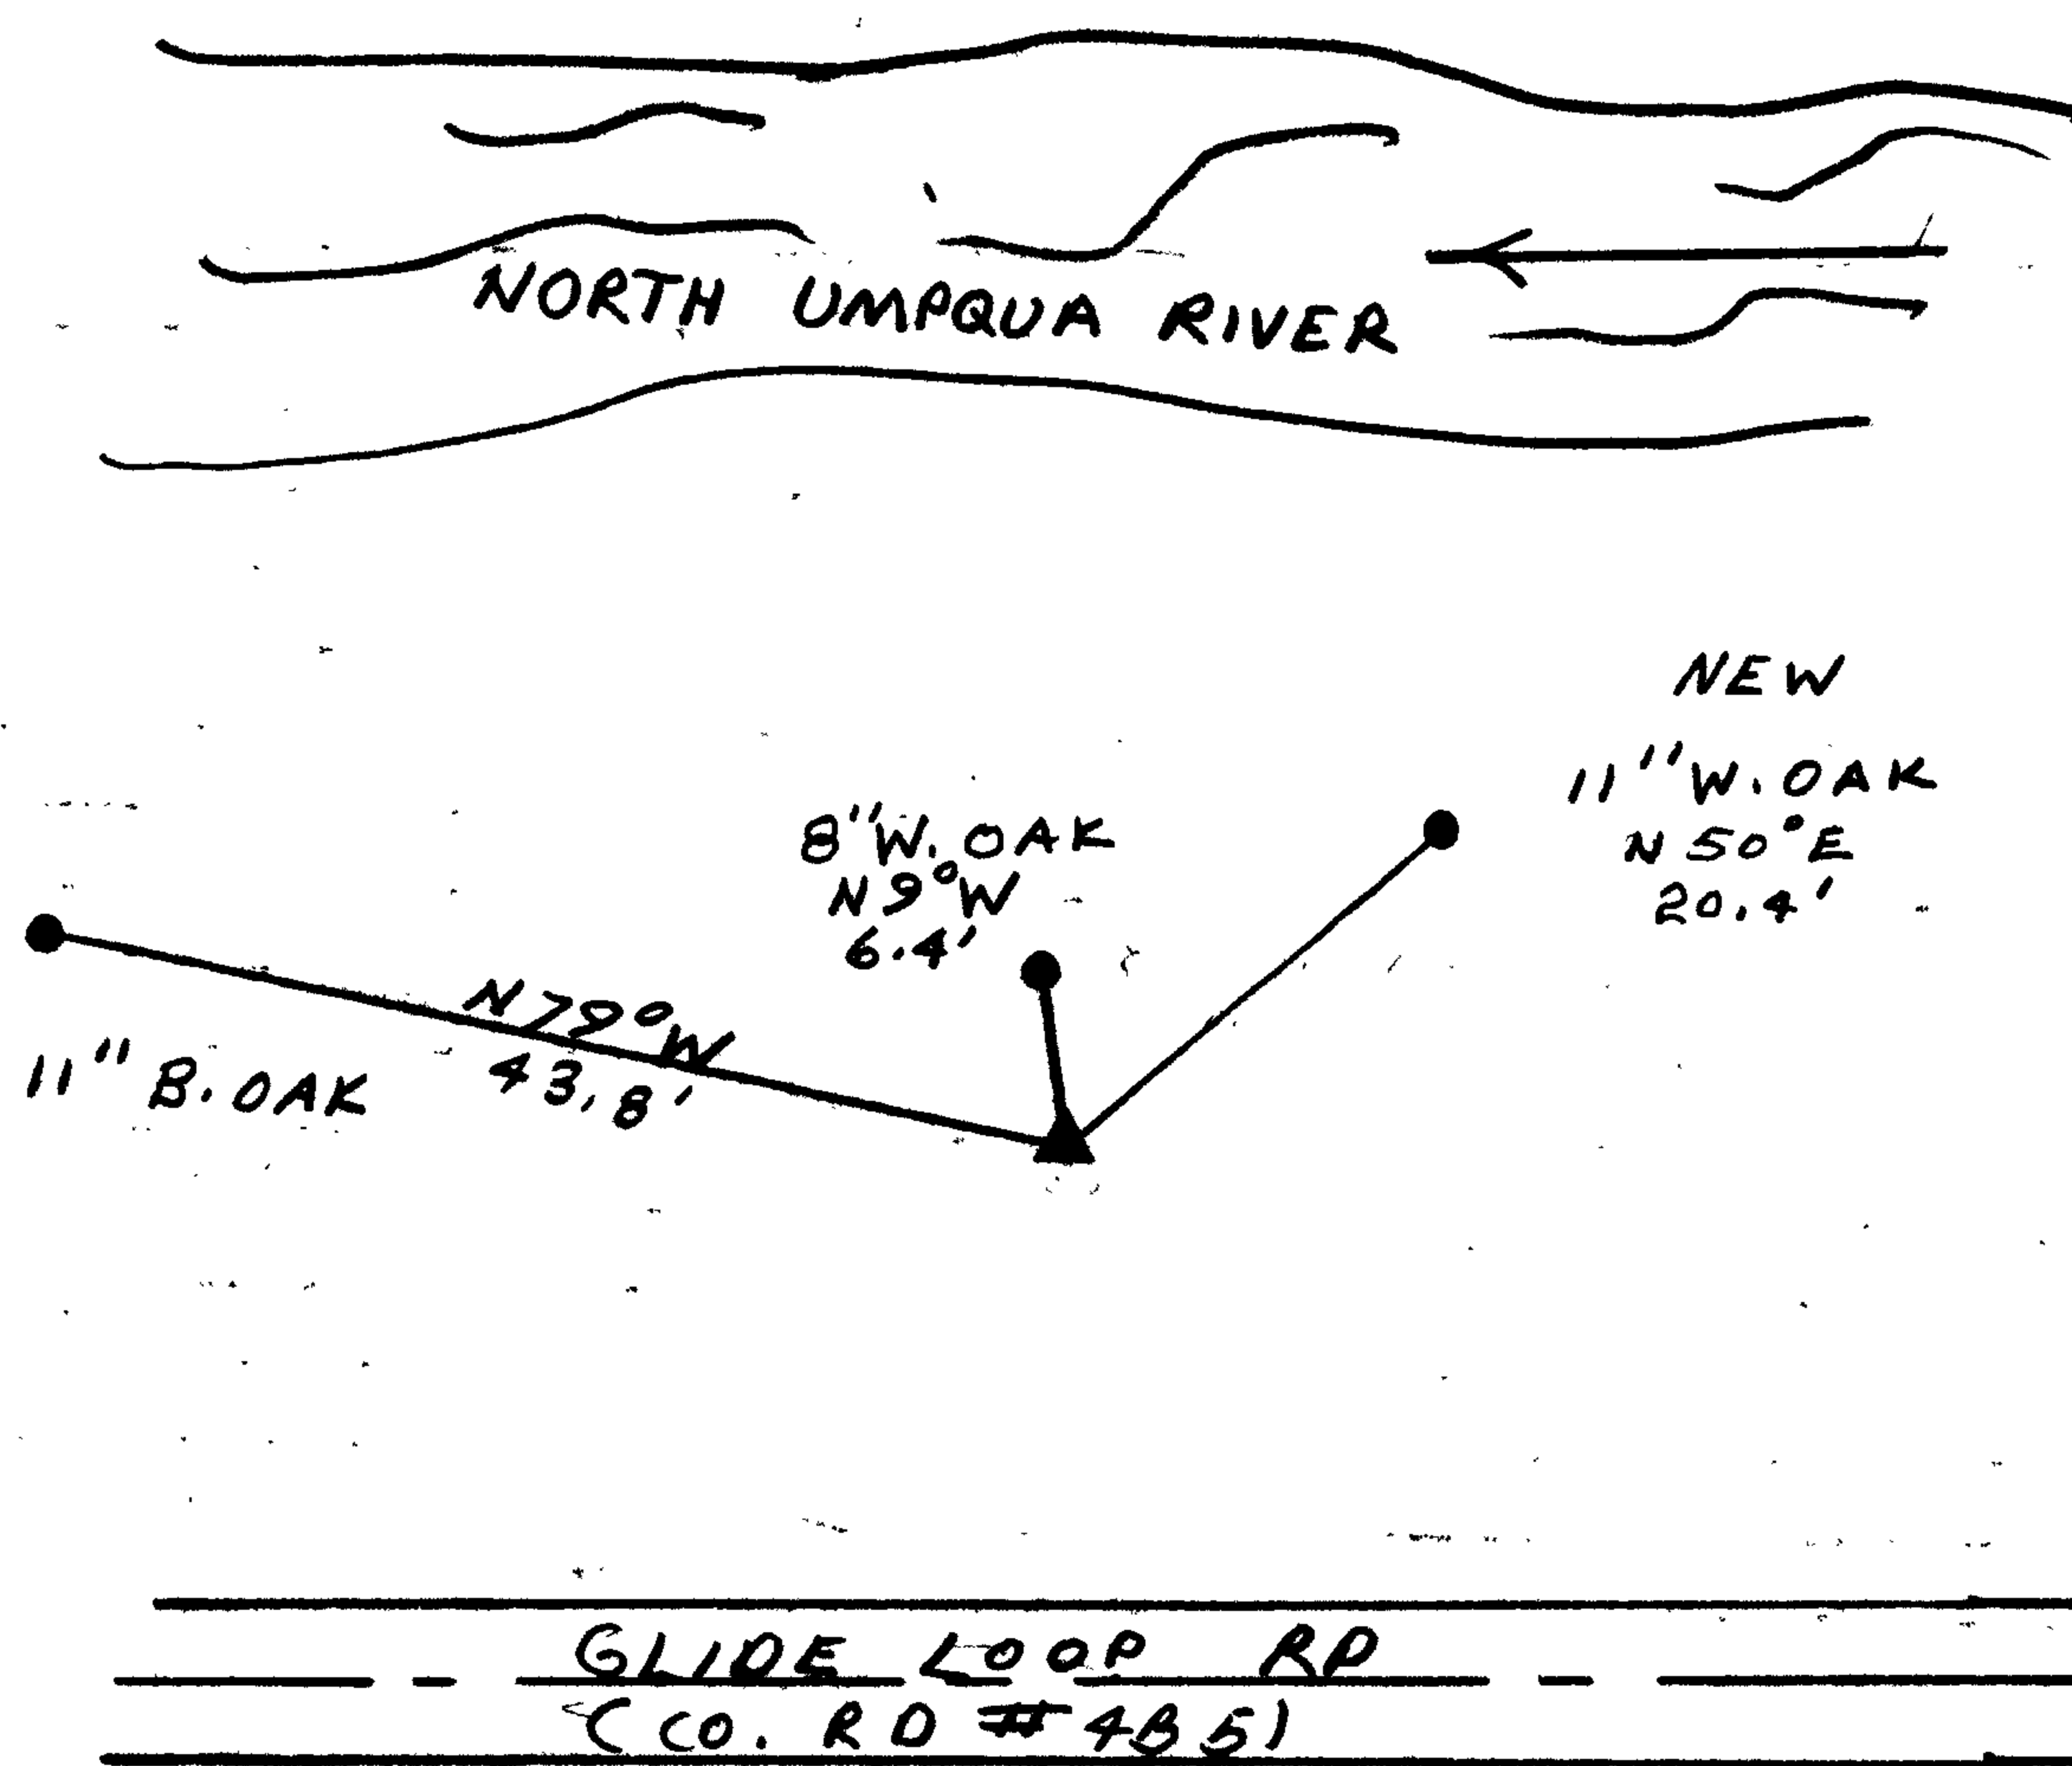 NORTH UMPQUA RIVER
NEW
11" W. OAK
N 50° E
20.4'
8" W. OAK
N 9° W
6.4'
N 79° W
43.8'
11" B. OAK
GLIDE LOOP RD
(CO. RD #4B5)